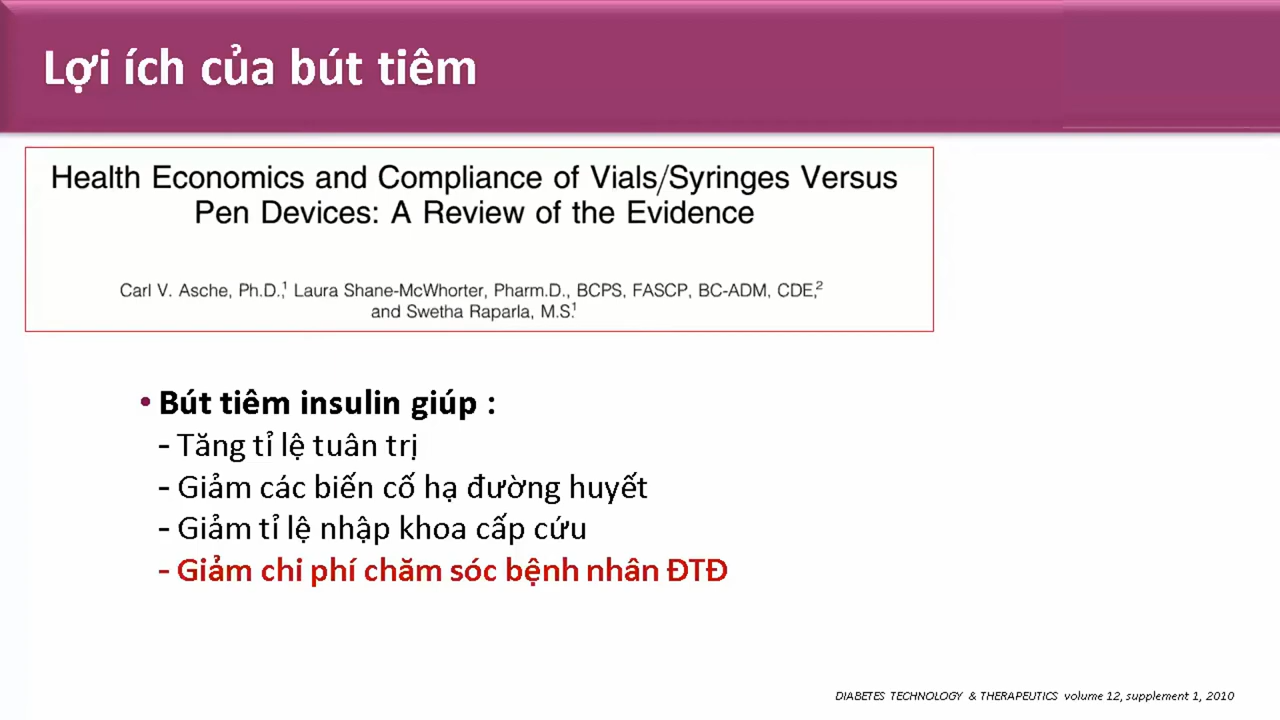 Lợi ích của bút tiêm
Health Economics and Compliance of Vials/Syringes Versus
Pen Devices: A Review of the Evidence
Carl V. Asche, Ph.D.,1 Laura Shane-McWhorter, Pharm.D., BCPS, FASCP, BC-ADM, CDE,2
and Swetha Raparla, M.S.1
• Bút tiêm insulin giúp :
- Tăng tỉ lệ tuân trị
- Giảm các biến cố hạ đường huyết
- Giảm tỉ lệ nhập khoa cấp cứu
- Giảm chi phí chăm sóc bệnh nhân ĐTĐ
DIABETES TECHNOLOGY & THERAPEUTICS volume 12, supplement 1, 2010